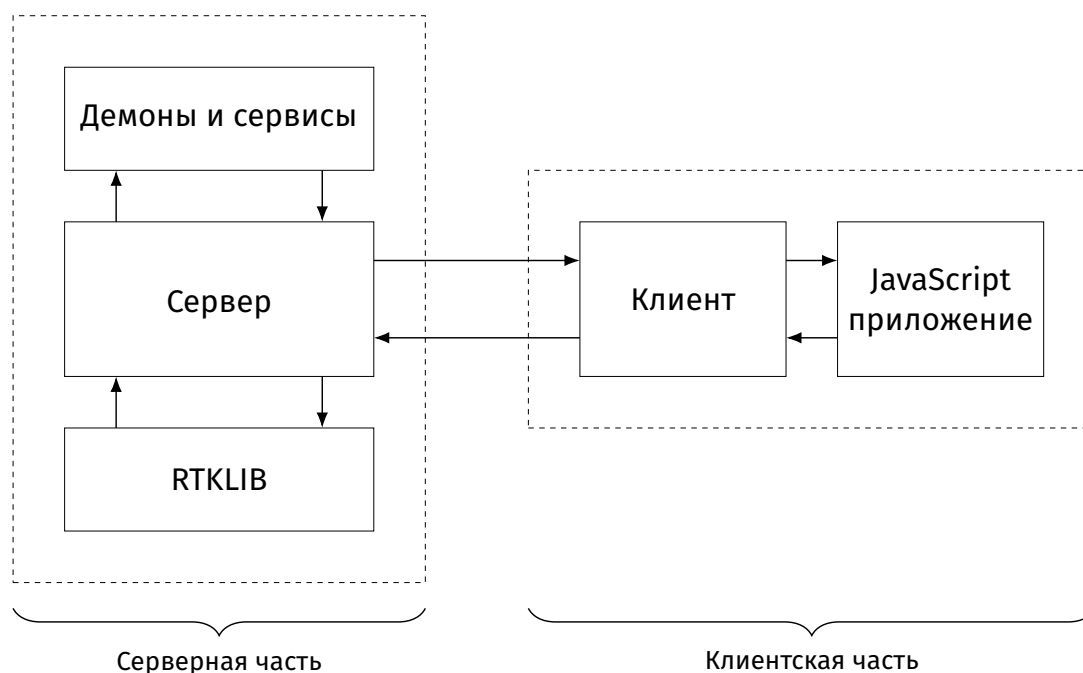 Демоны и сервисы
Сервер
RTKLIB
Клиент
JavaScript
приложение
Серверная часть
Клиентская часть